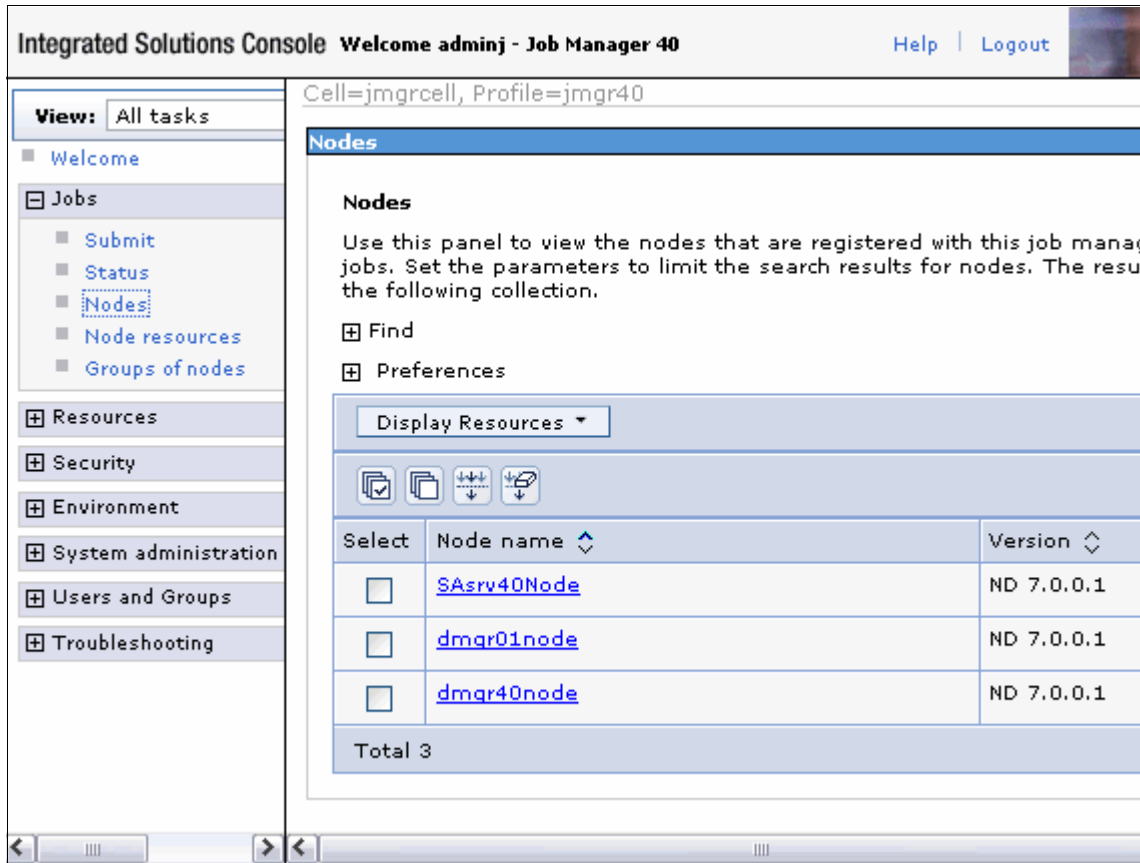 Integrated Solutions Console Welcome adminj - Job Manager 40 Help Logout
View: All tasks
Welcome
Jobs
Submit
Status
Nodes
Node resources
Groups of nodes
Resources
Security
Environment
System administration
Users and Groups
Troubleshooting
Cell=jmgrcell, Profile=jmgr40
Nodes
Nodes
Use this panel to view the nodes that are registered with this job manag
jobs. Set the parameters to limit the search results for nodes. The resu
the following collection.
Find
Preferences
Display Resources
Select Node name Version
SAsrv40Node ND 7.0.0.1
dmgr01node ND 7.0.0.1
dmgr40node ND 7.0.0.1
Total 3